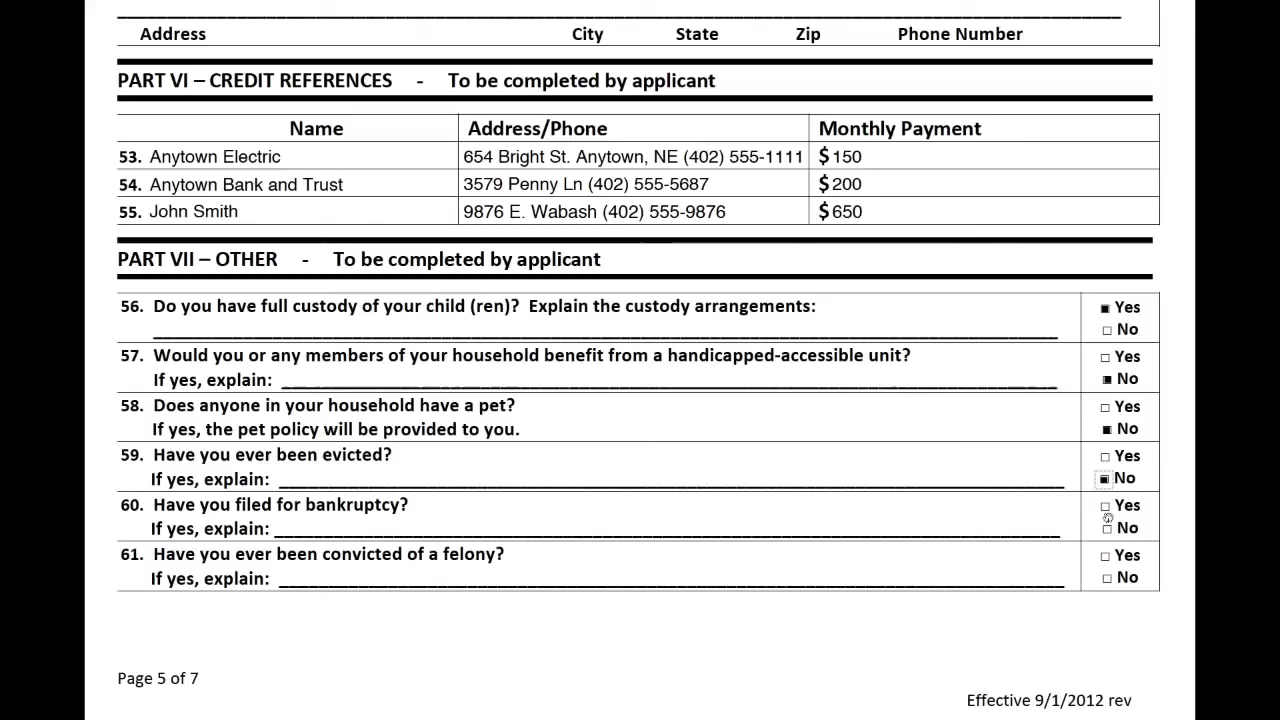 Address City State Zip Phone Number
PART VI – CREDIT REFERENCES - To be completed by applicant
Name Address/Phone Monthly Payment
53. Anytown Electric 654 Bright St. Anytown, NE (402) 555-1111 $150
54. Anytown Bank and Trust 3579 Penny Ln (402) 555-5687 $200
55. John Smith 9876 E. Wabash (402) 555-9876 $650
PART VII – OTHER - To be completed by applicant
56. Do you have full custody of your child (ren)? Explain the custody arrangements: Yes
No
57. Would you or any members of your household benefit from a handicapped-accessible unit? Yes
If yes, explain: No
58. Does anyone in your household have a pet? Yes
If yes, the pet policy will be provided to you. No
59. Have you ever been evicted? Yes
If yes, explain: No
60. Have you filed for bankruptcy? Yes
If yes, explain: No
61. Have you ever been convicted of a felony? Yes
If yes, explain: No
Page 5 of 7
Effective 9/1/2012 rev